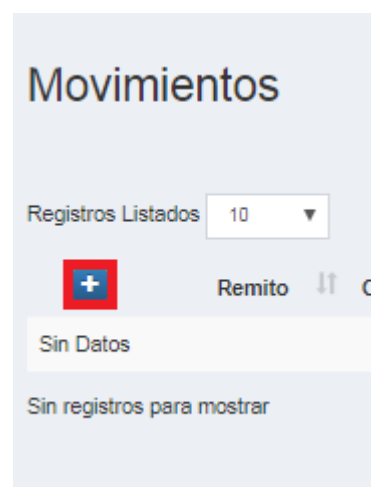 Movimientos
Registros Listados 10
Remito
Sin Datos
Sin registros para mostrar